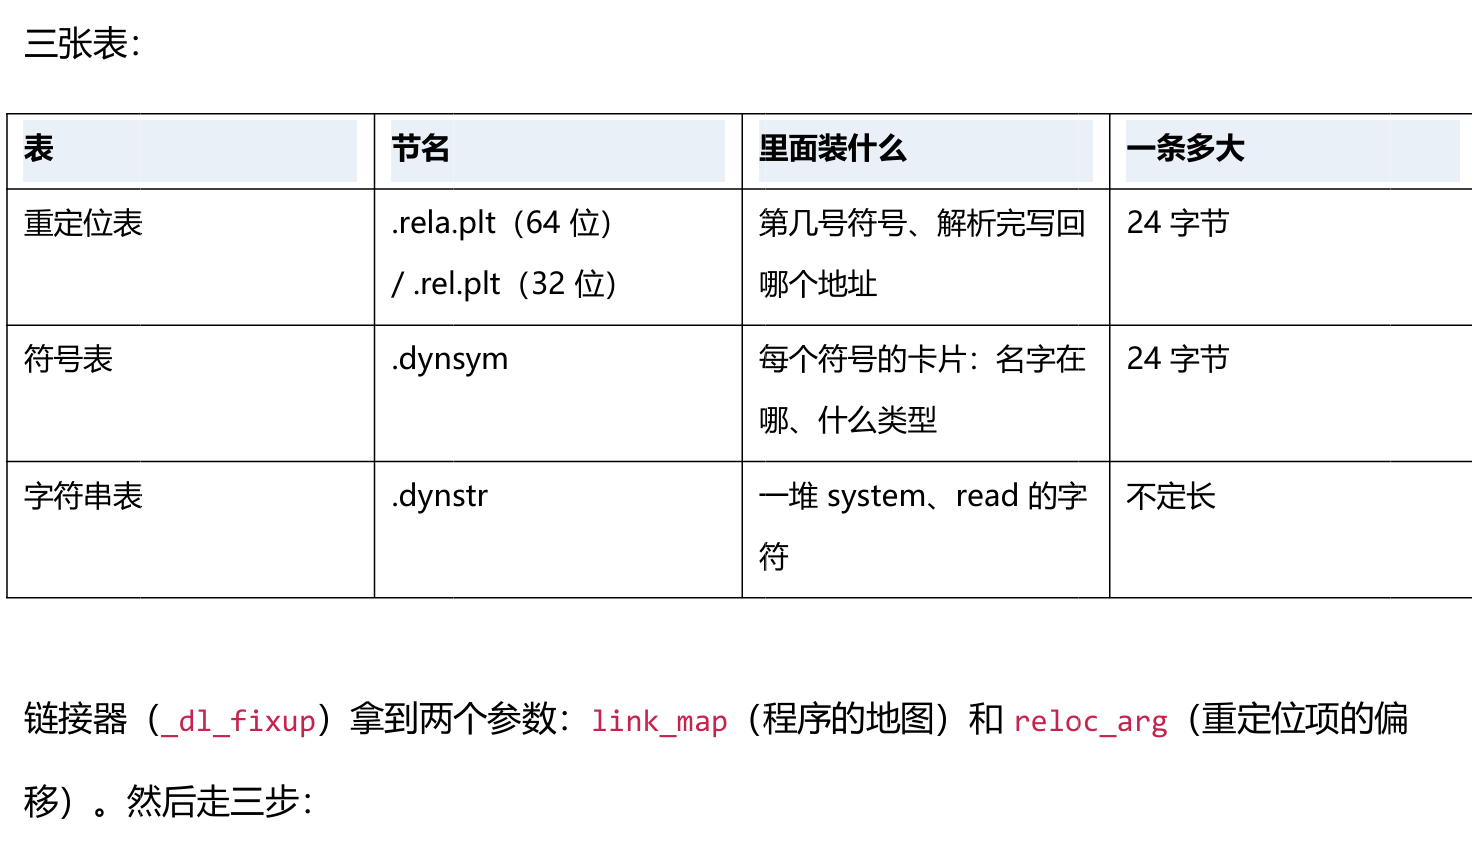 三张表：
表 节名 里面装什么 一条多大
重定位表 .rela.plt（64 位） 第几号符号、解析完写回 24 字节
/ .rel.plt（32 位） 哪个地址
符号表 .dynsym 每个符号的卡片：名字在 24 字节
哪、什么类型
字符串表 .dynstr 一堆 system、read 的字 不定长
符
链接器（_dl_fixup）拿到两个参数：link_map（程序的地图）和 reloc_arg（重定位项的偏
移）。然后走三步：